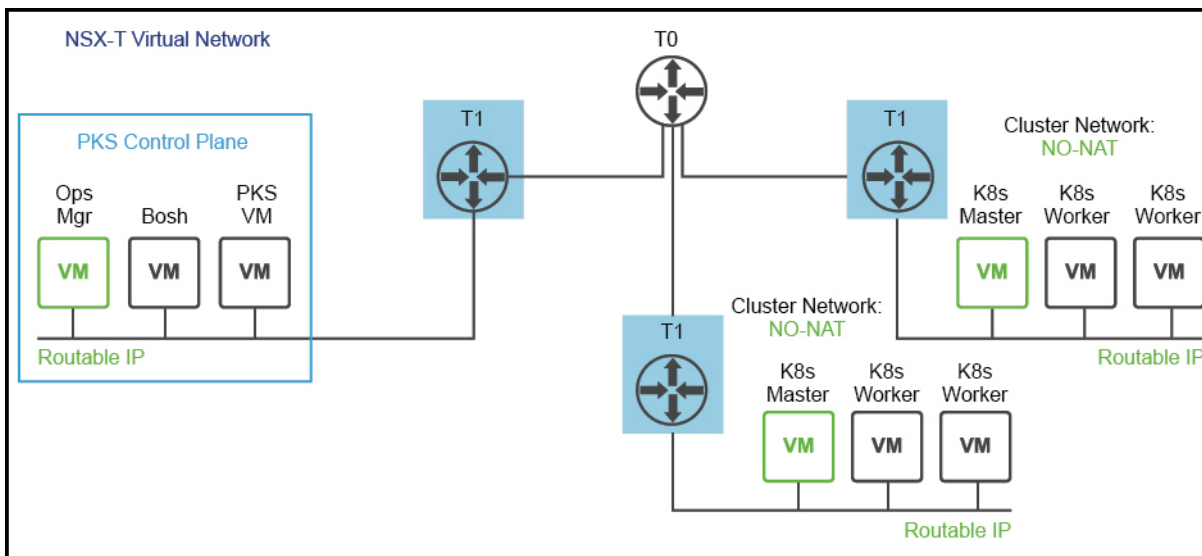 NSX-T Virtual Network
T0
PKS Control Plane
Ops
Mgr
Bosh
PKS
VM
VM
VM
VM
Routable IP
T1
T1
Cluster Network:
NO-NAT
K8s
Master
K8s
Worker
K8s
Worker
VM
VM
VM
Routable IP
T1
Cluster Network:
NO-NAT
K8s
Master
K8s
Worker
K8s
Worker
VM
VM
VM
Routable IP